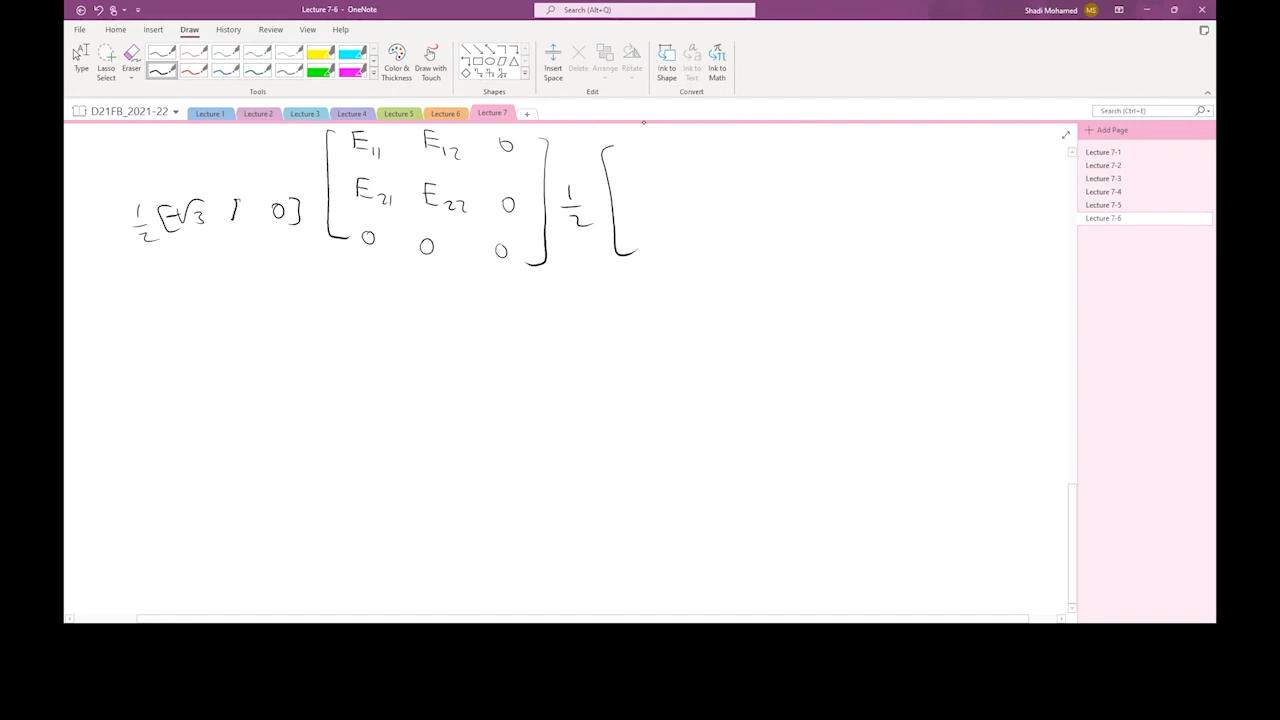 Lecture 7-6 - OneNote
Search (Alt+Q)
Shadi Mohamed
MS
File Home Insert Draw View History Help
Type
Lasso Select
Eraser
Color & Thickness
Draw with Touch
Insert Space
Delete
Arrange
Rotate
Ink to Shape
Ink to Text
Ink to Math
Tools
Shapes
Edit
Convert
D21FB_2021-22
Lecture 1 Lecture 2 Lecture 3 Lecture 4 Lecture 5 Lecture 6 Lecture 7
Search (Ctrl+E)
Add Page
Lecture 7-1
Lecture 7-2
Lecture 7-3
Lecture 7-4
Lecture 7-5
Lecture 7-6
E11 E12 0
1/2 [-√3 1 0] [ E21 E22 0 ] 1/2 [
0 0 0